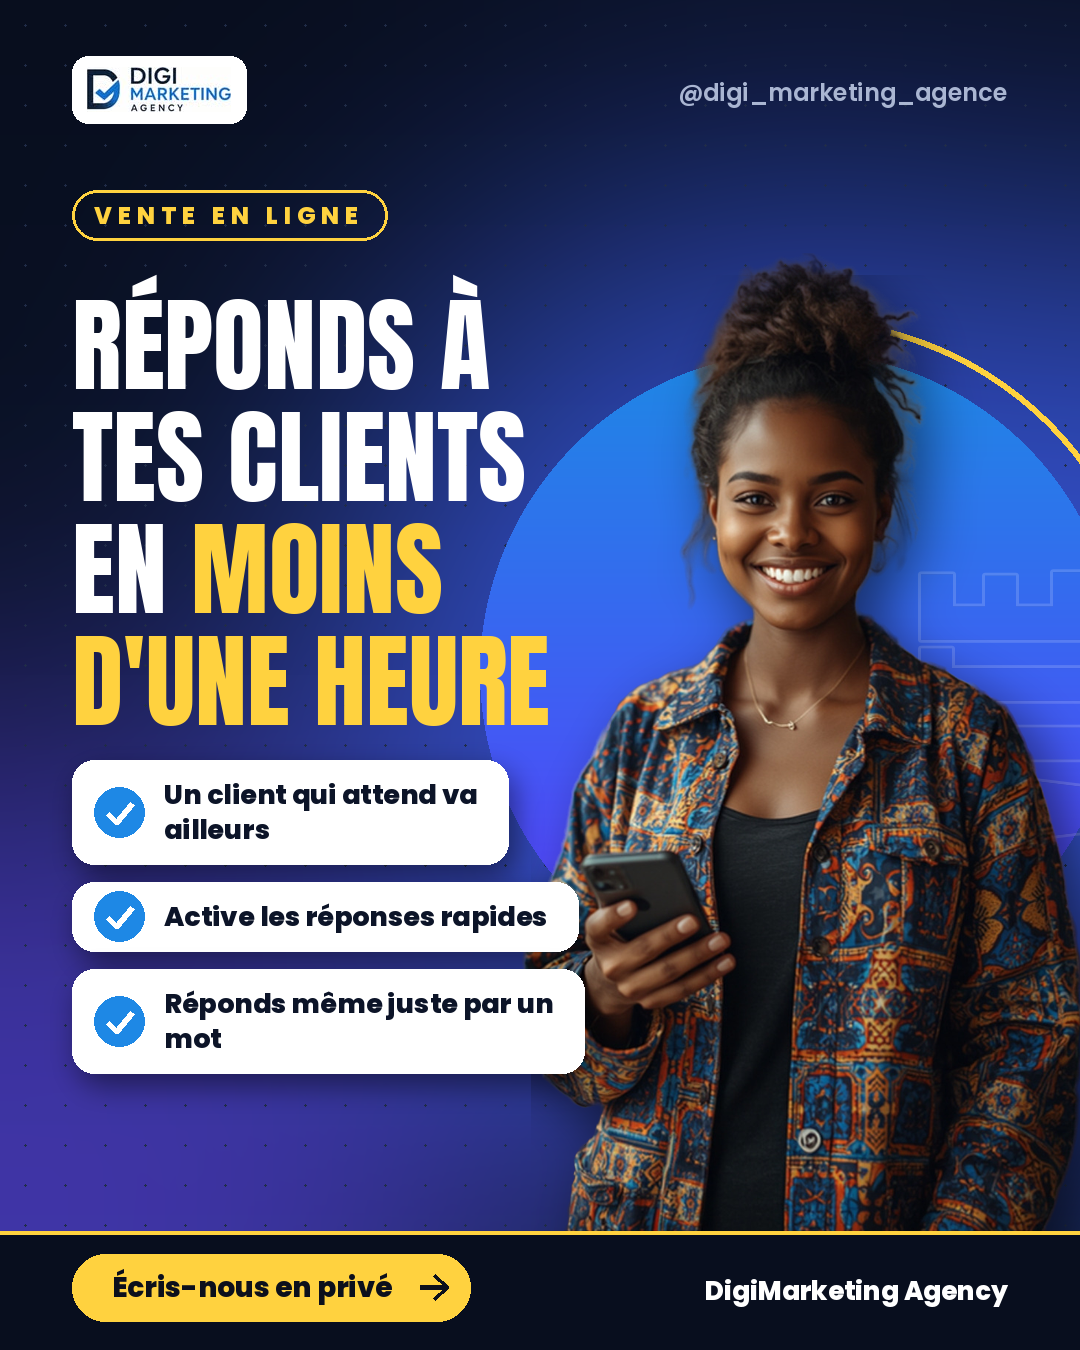 DIGI
MARKETING
AGENCY
@digi_marketing_agence
VENTE EN LIGNE
RÉPONDS À
TES CLIENTS
EN MOINS
D'UNE HEURE
Un client qui attend va
ailleurs
Active les réponses rapides
Réponds même juste par un
mot
Écris-nous en privé
DigiMarketing Agency